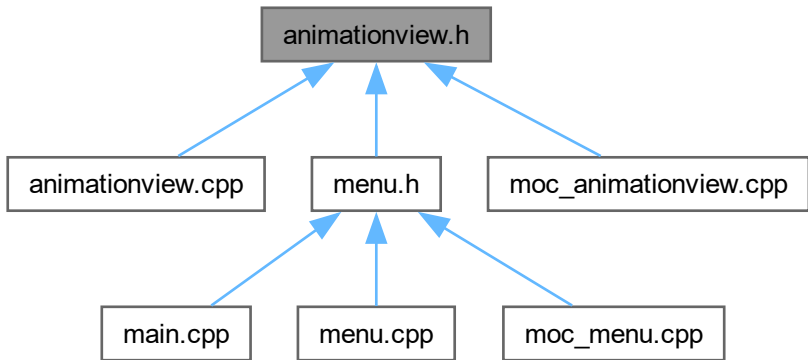 animationview.h
animationview.cpp
menu.h
moc_animationview.cpp
main.cpp
menu.cpp
moc_menu.cpp